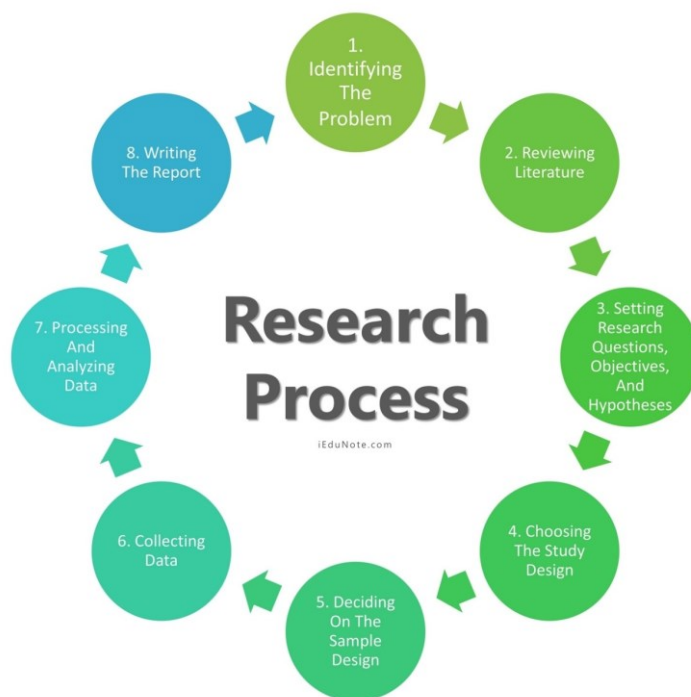 1.
Identifying
The
Problem
2. Reviewing
Literature
3. Setting
Research
Questions,
Objectives,
And
Hypotheses
4. Choosing
The Study
Design
5. Deciding
On The
Sample
Design
6. Collecting
Data
7. Processing
And
Analyzing
Data
8. Writing
The Report
Research
Process
iEduNote.com